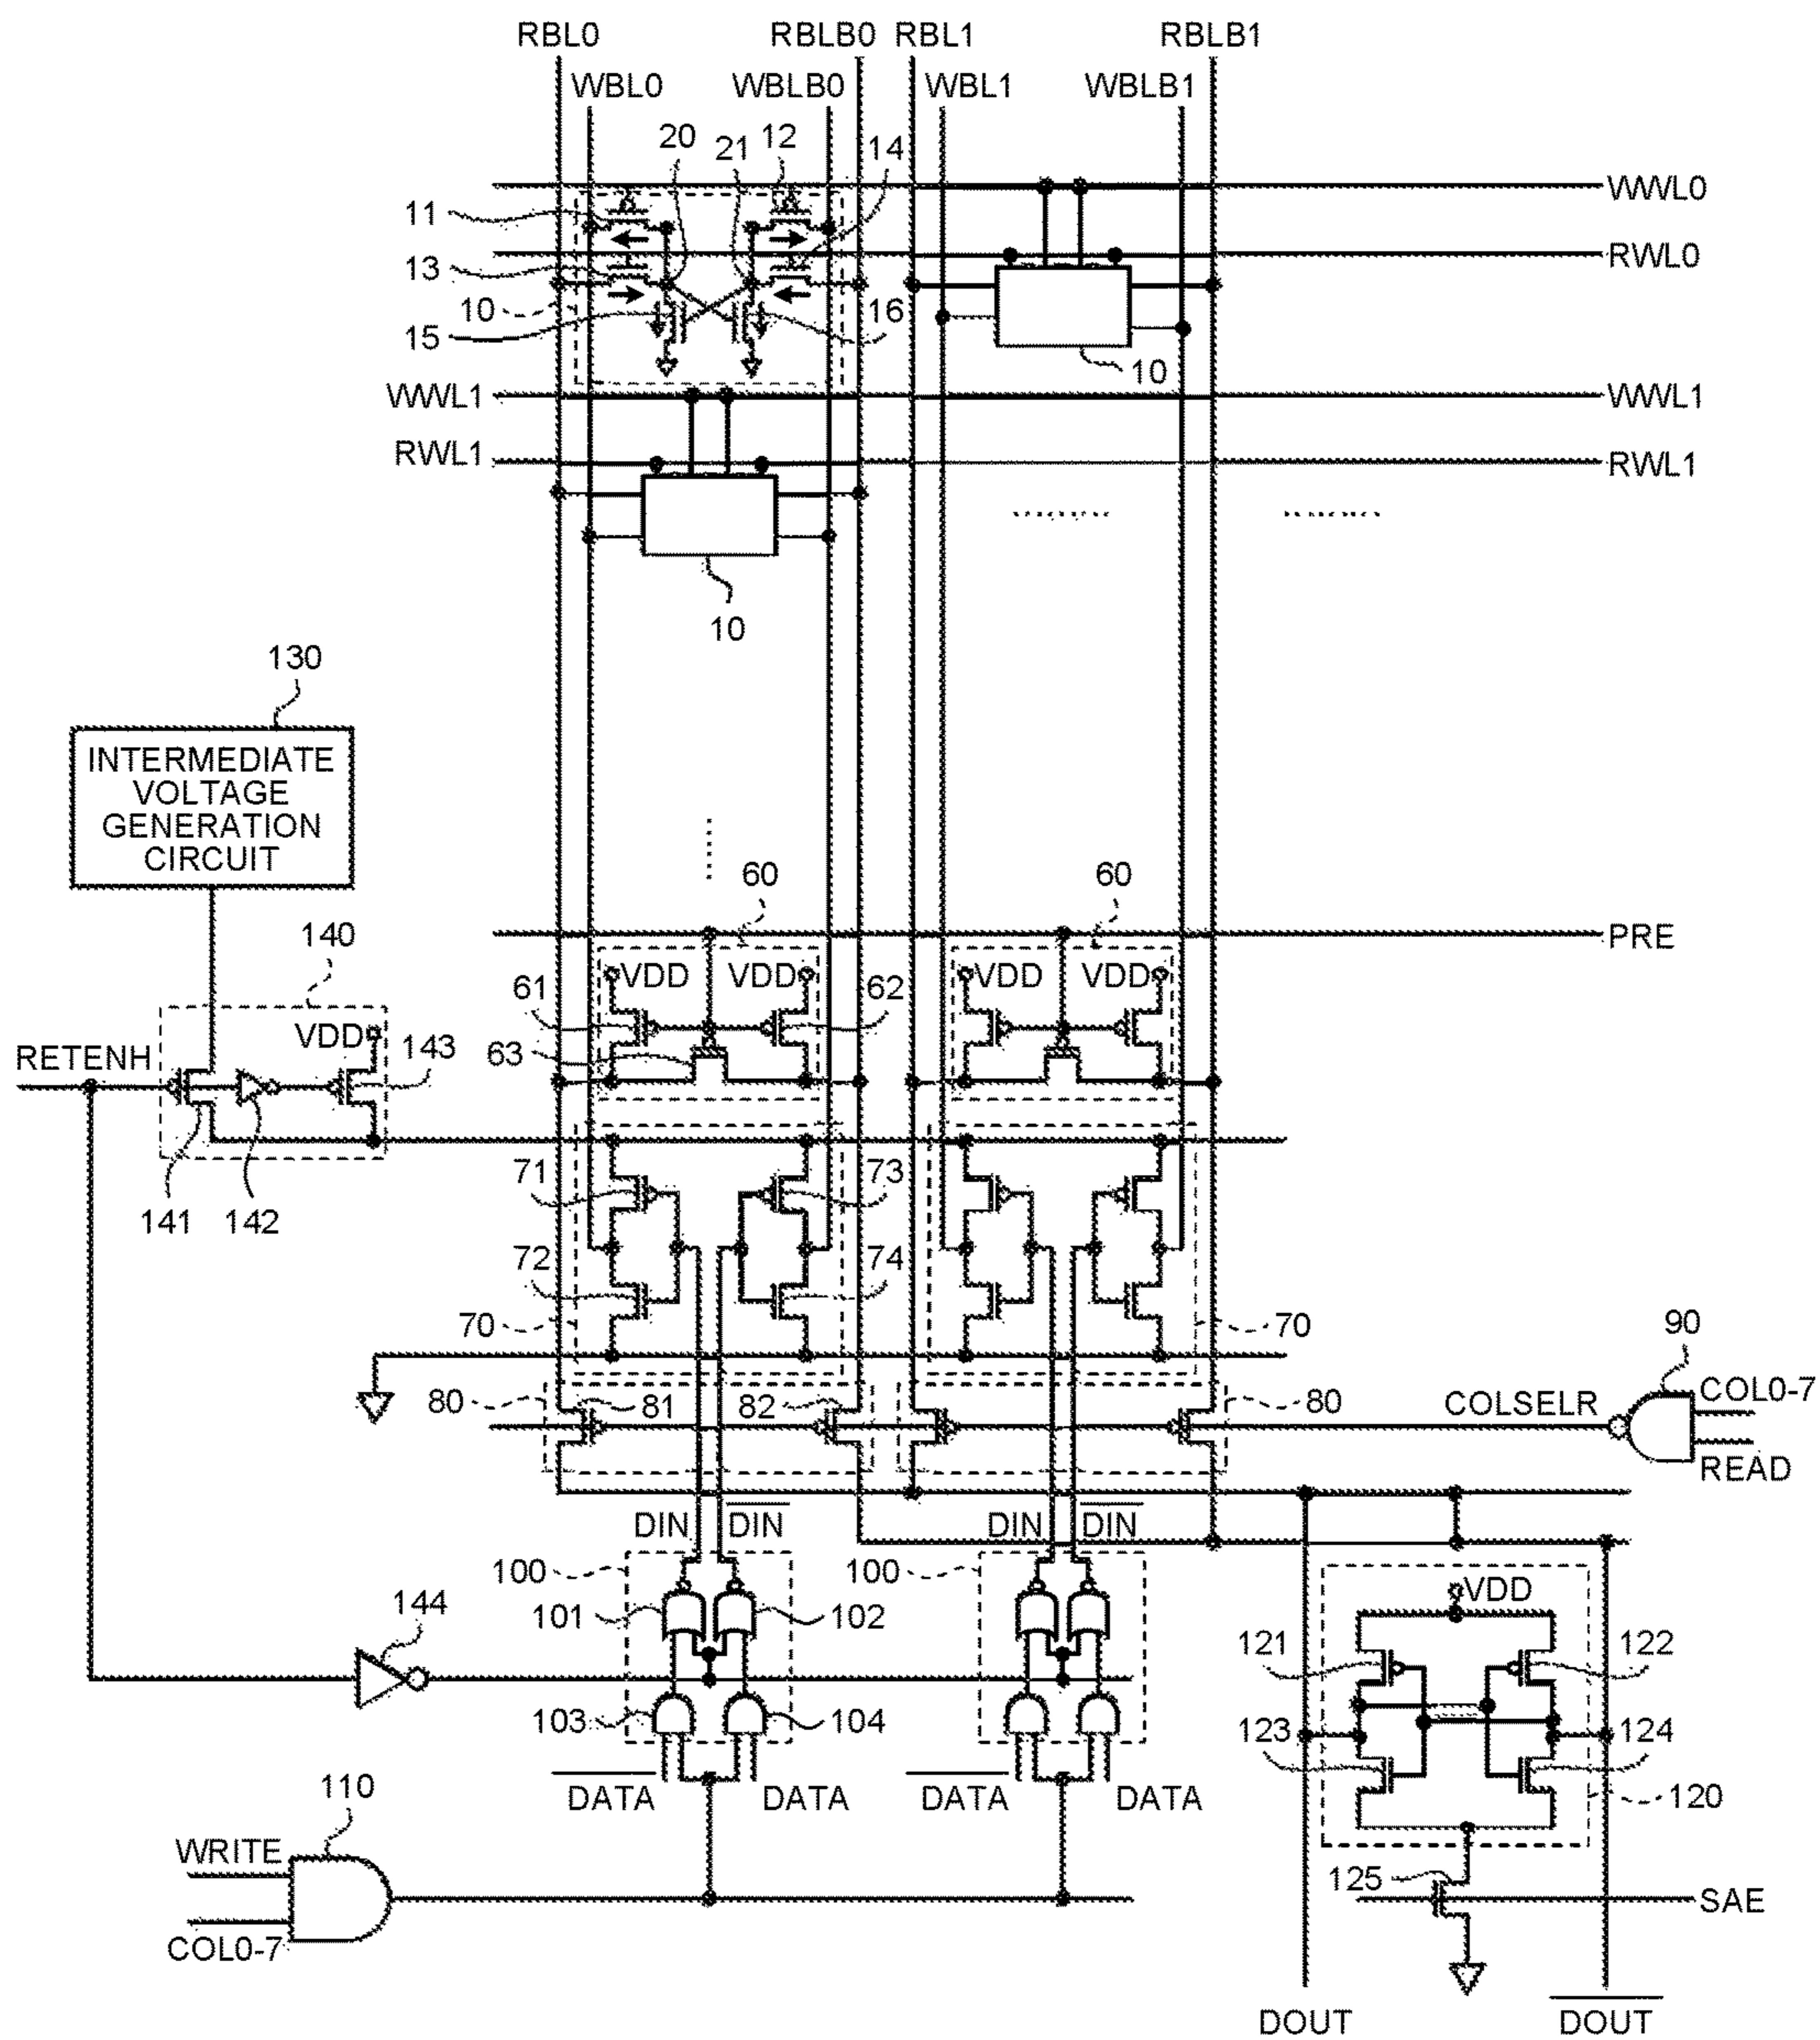 RBL0 RBLB0 RBL1 RBLB1
WBL0 WBLB0 WBL1 WBLB1
20 21 12 14
WWL0
11
RWL0
13
10 16
15
10
WWL1 WWL1
RWL1 RWL1
10
130
INTERMEDIATE
VOLTAGE
GENERATION
CIRCUIT
60 60
140 PRE
VDD VDD VDD VDD
61 62
VDD
RETENH 143 63
71 73
141 142
72 74
70 70 90
80 81 82 80 COLSELR COL0-7
READ
DIN DIN DIN DIN
100 100
VDD
144 101 102
121 122
103 104
123 124
DATA DATA DATA DATA 120
110
WRITE
125
SAE
COL0-7
DOUT DOUT